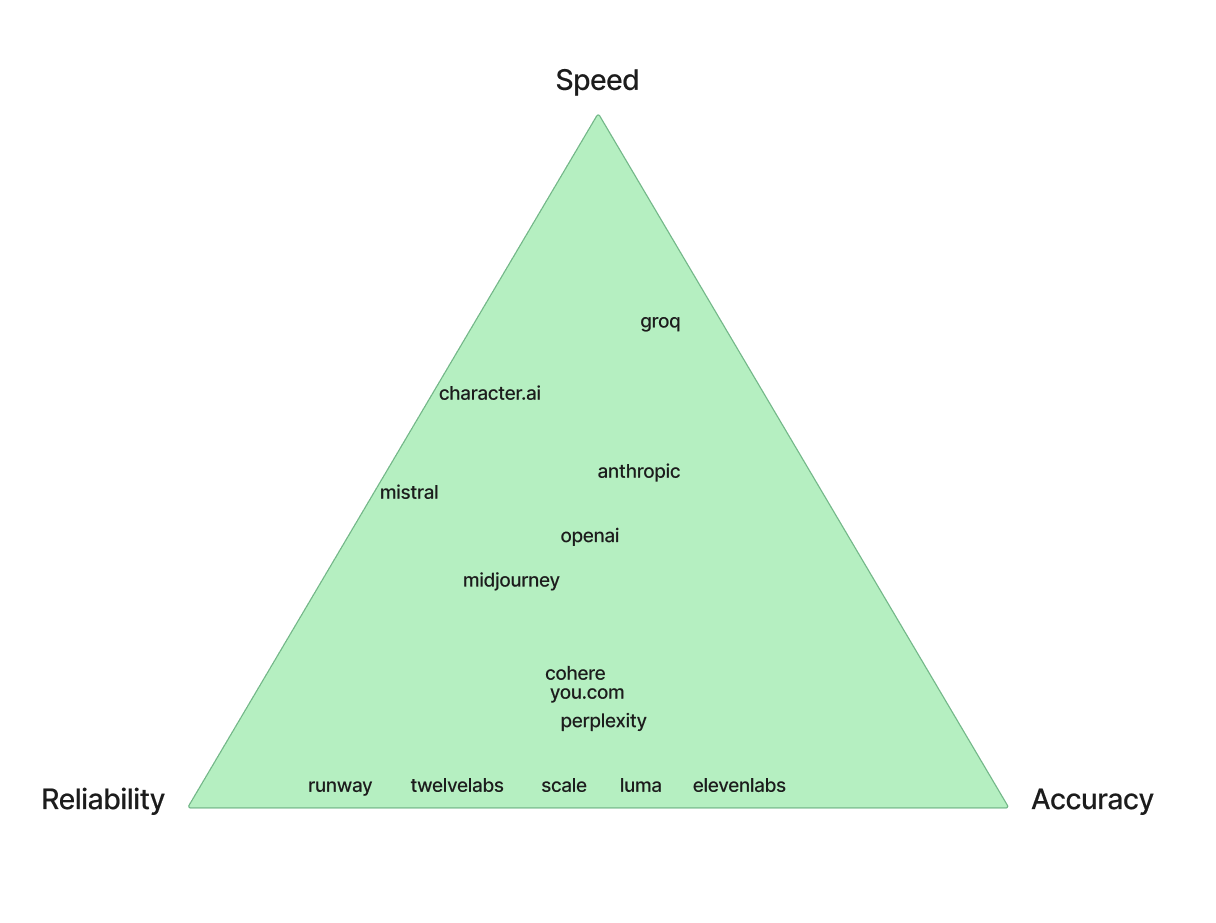 Speed
groq
character.ai
anthropic
mistral
openai
midjourney
cohere
you.com
perplexity
runway twelvelabs scale luma elevenlabs
Reliability
Accuracy